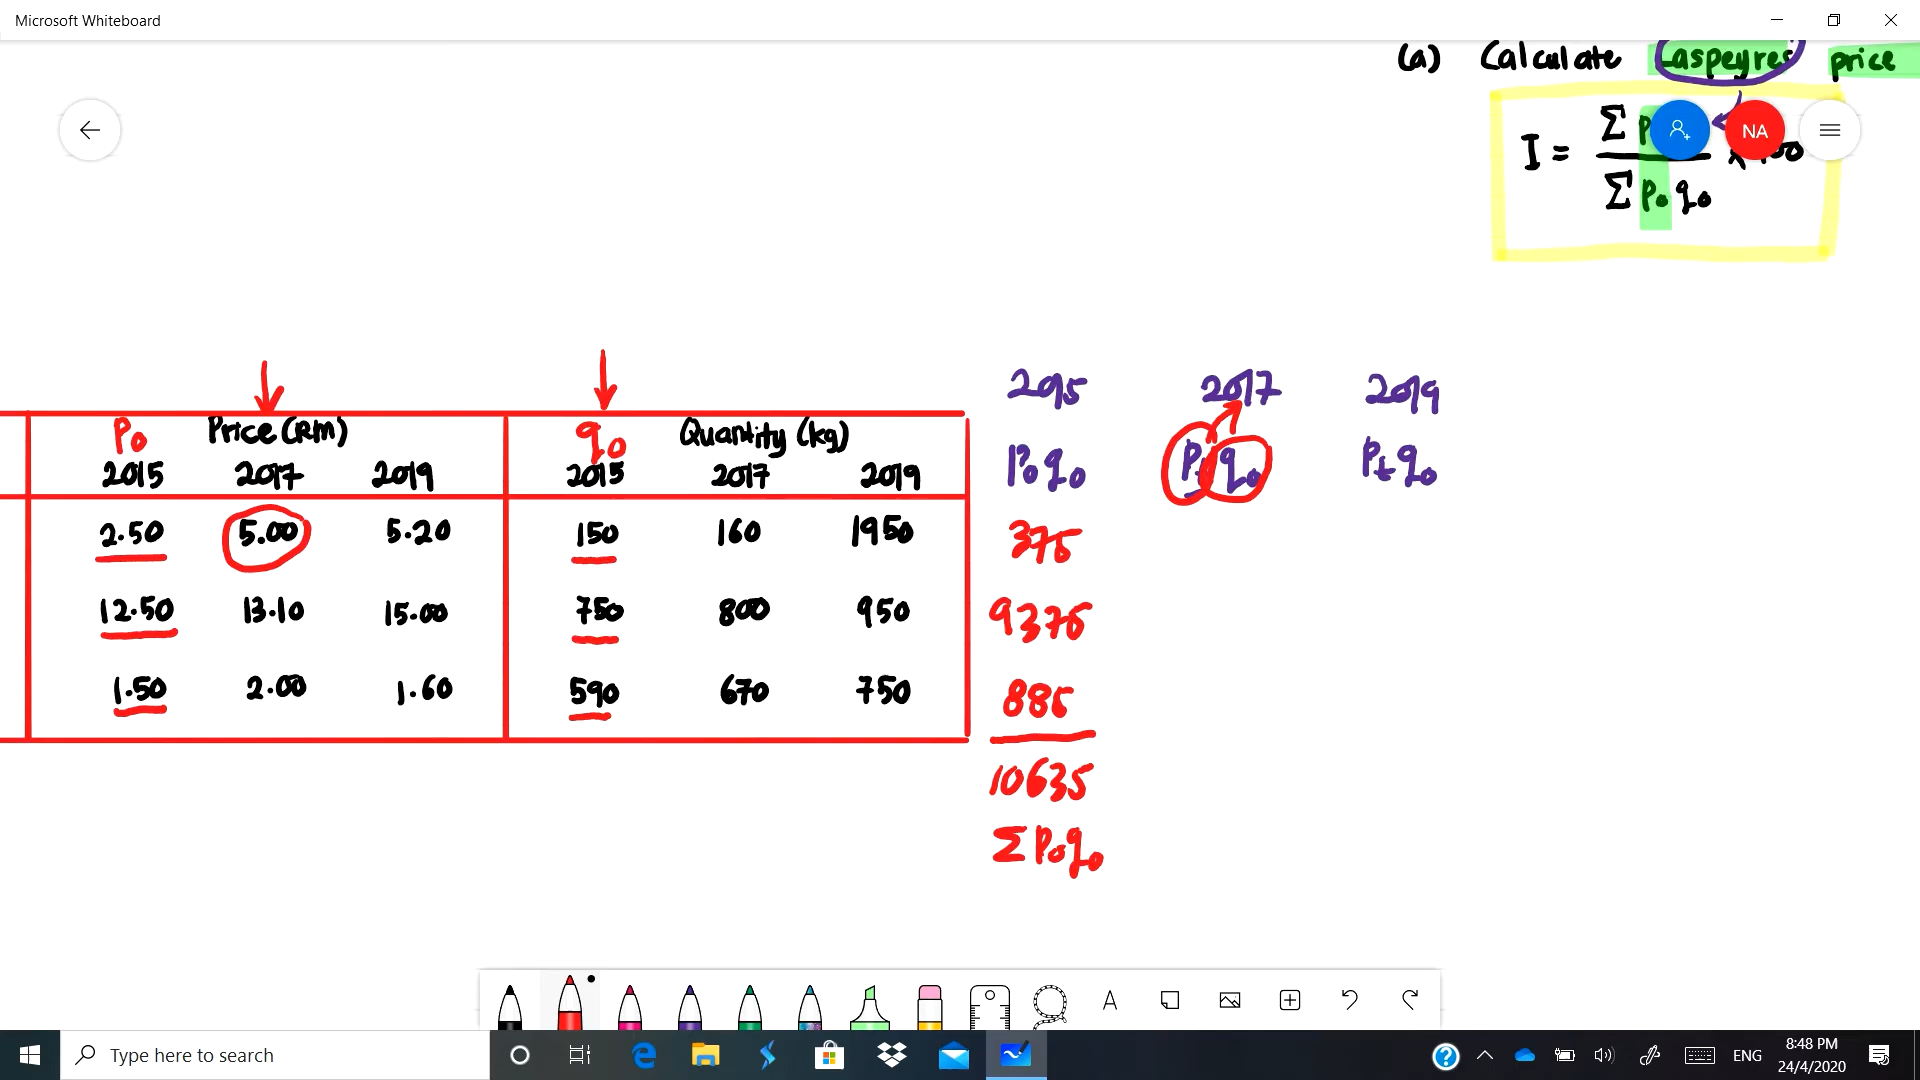 Microsoft Whiteboard
(a) Calculate Laspeyres price
I = Σ p
NA
Σ p₀ q₀
2015 2017 2019
P₀ Price (RM) q₀ Quantity (kg)
2015 2017 2019 2015 2017 2019
P₀q₀ Pₜq₀ Pₜq₀
2.50 5.00 5.20 150 160 1950 375
12.50 13.10 15.00 750 800 950 9375
1.50 2.00 1.60 590 670 750 885
10635
Σ P₀q₀
Type here to search
ENG
8:48 PM
24/4/2020